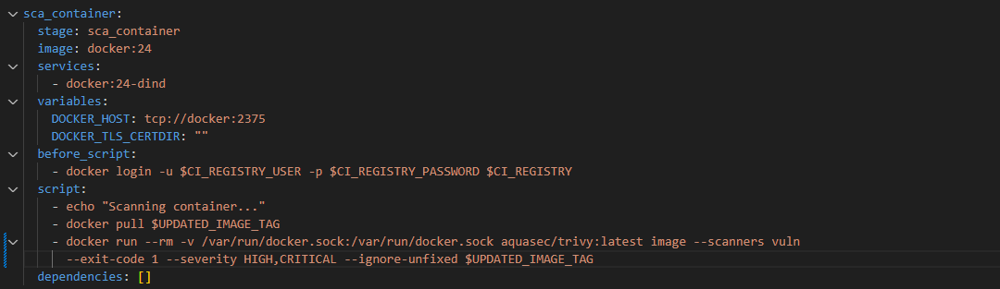 sca_container:
stage: sca_container
image: docker:24
services:
- docker:24-dind
variables:
DOCKER_HOST: tcp://docker:2375
DOCKER_TLS_CERTDIR: ""
before_script:
- docker login -u $CI_REGISTRY_USER -p $CI_REGISTRY_PASSWORD $CI_REGISTRY
script:
- echo "Scanning container..."
- docker pull $UPDATED_IMAGE_TAG
- docker run --rm -v /var/run/docker.sock:/var/run/docker.sock aquasec/trivy:latest image --scanners vuln
--exit-code 1 --severity HIGH,CRITICAL --ignore-unfixed $UPDATED_IMAGE_TAG
dependencies: []